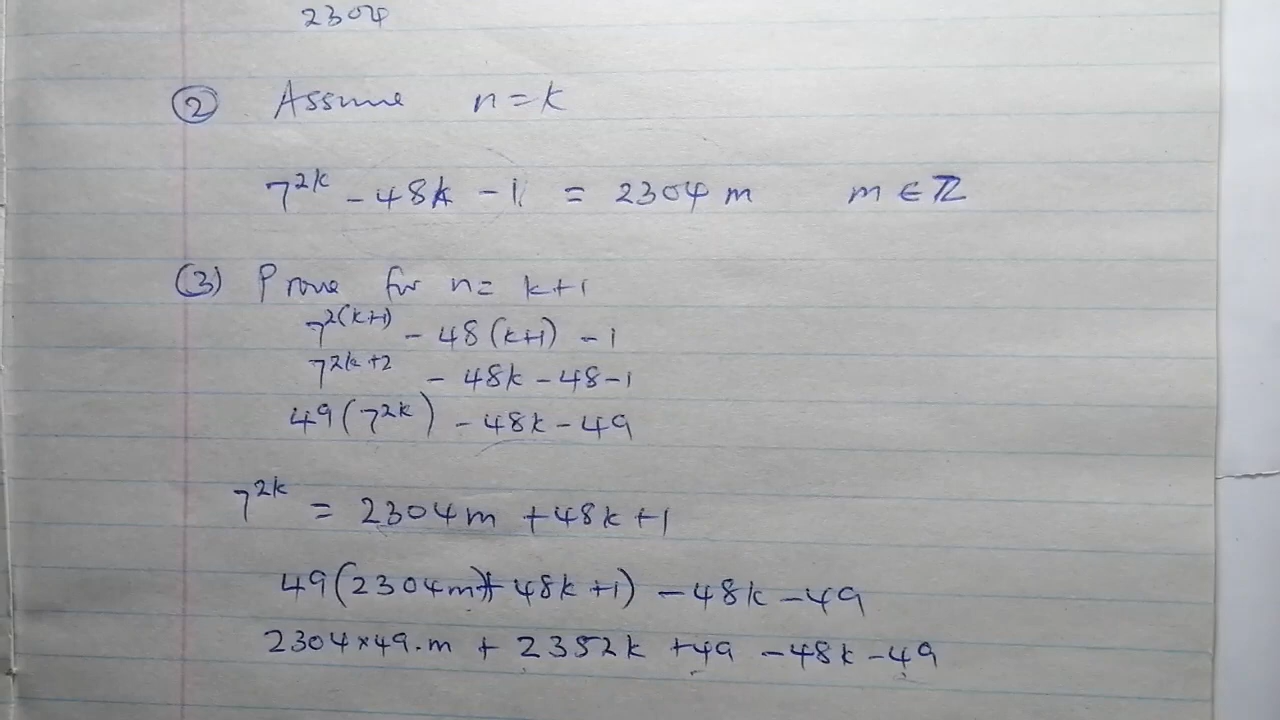 2304
② Assume n=k
7^{2k} - 48k - 1 = 2304 m m ∈ ℤ
(3) Prove for n= k+1
7^{2(k+1)} - 48(k+1) - 1
7^{2k+2} - 48k - 48 - 1
49(7^{2k}) - 48k - 49
7^{2k} = 2304m + 48k + 1
49(2304m + 48k + 1) - 48k - 49
2304×49.m + 2352k + 49 - 48k - 49